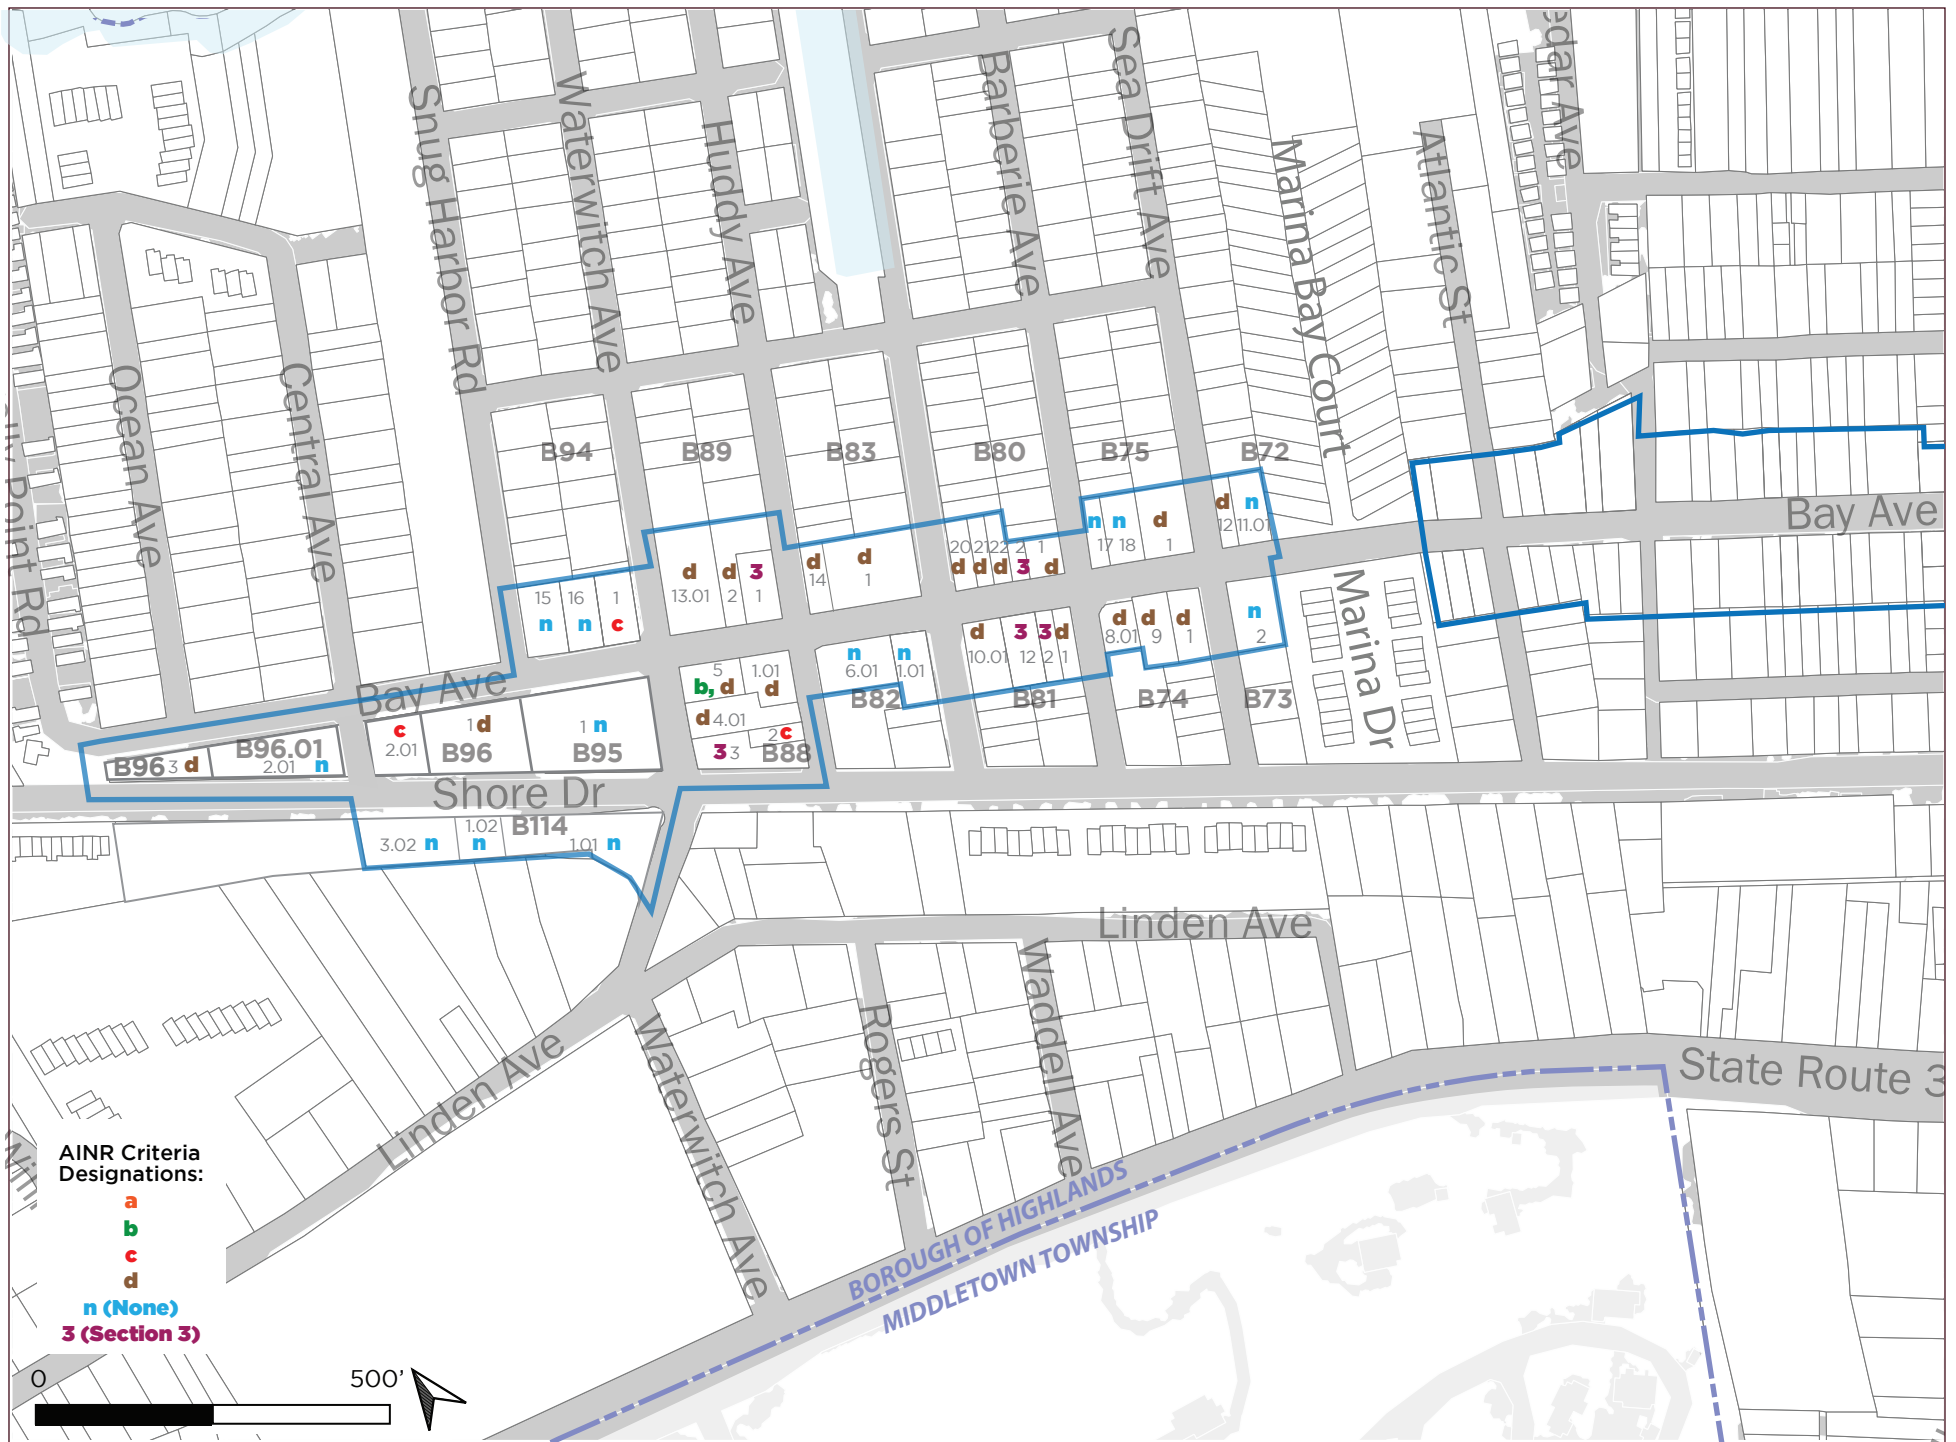 Snug Harbor Rd
Waterwitch Ave
Huddy Ave
Barberie Ave
Sea Drift Ave
Marina Bay Court
Atlantic St
edar Ave
Ocean Ave
Central Ave
Point Rd
Bay Ave
B94
B89
B83
B80
B75
B72
d n
12 11.01
n n d
17 18 1
20 21 22 2 1
d d d 3 d
d d
14 1
d d 3
13.01 2 1
15 16 1
n n c
Bay Ave
5 1.01
b, d d
d 4.01
2 c
3 3 B88
n n
6.01 1.01
B82
d 3 3 d
10.01 12 2 1
B81
d d d
8.01 9 1
B74
n
2
B73
Marina Dr
c
2.01
1 d
B96
1 n
B95
B96.01
2.01 n
B96 3 d
Shore Dr
3.02 n
1.02
n
B114
1.01 n
Linden Ave
Linden Ave
Waterwitch Ave
Rogers St
Waddell Ave
State Route 3
BOROUGH OF HIGHLANDS
MIDDLETOWN TOWNSHIP
AINR Criteria
Designations:
a
b
c
d
n (None)
3 (Section 3)
0 500'